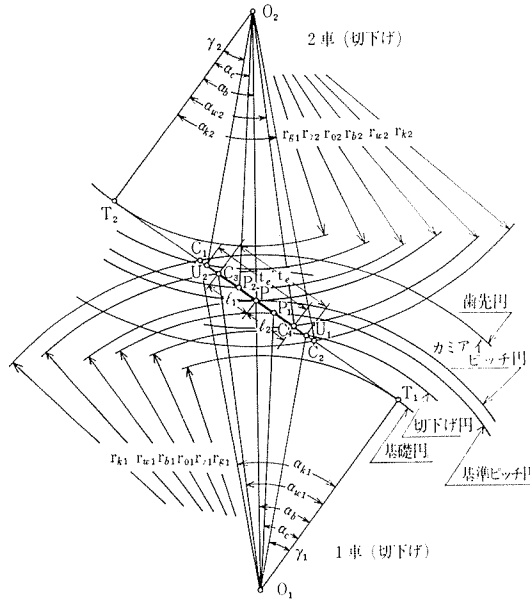 O₂
2車（切下げ）
γ₂
α_c
α_b
α_w2
α_k2
r_g1 r_γ2 r_02 r_b2 r_w2 r_k2
T₂
C₁
U₂
C₃
t_e
t_e
P₂
P
P₁
ℓ₁
ℓ₂
C₄
U₁
C₂
歯先円
カミアイ
ピッチ円
T₁
切下げ円
基礎円
基準ピッチ円
r_k1 r_w1 r_b1 r_01 r_γ1 r_g1
α_k1
α_w1
α_b
α_c
γ₁
1車（切下げ）
O₁